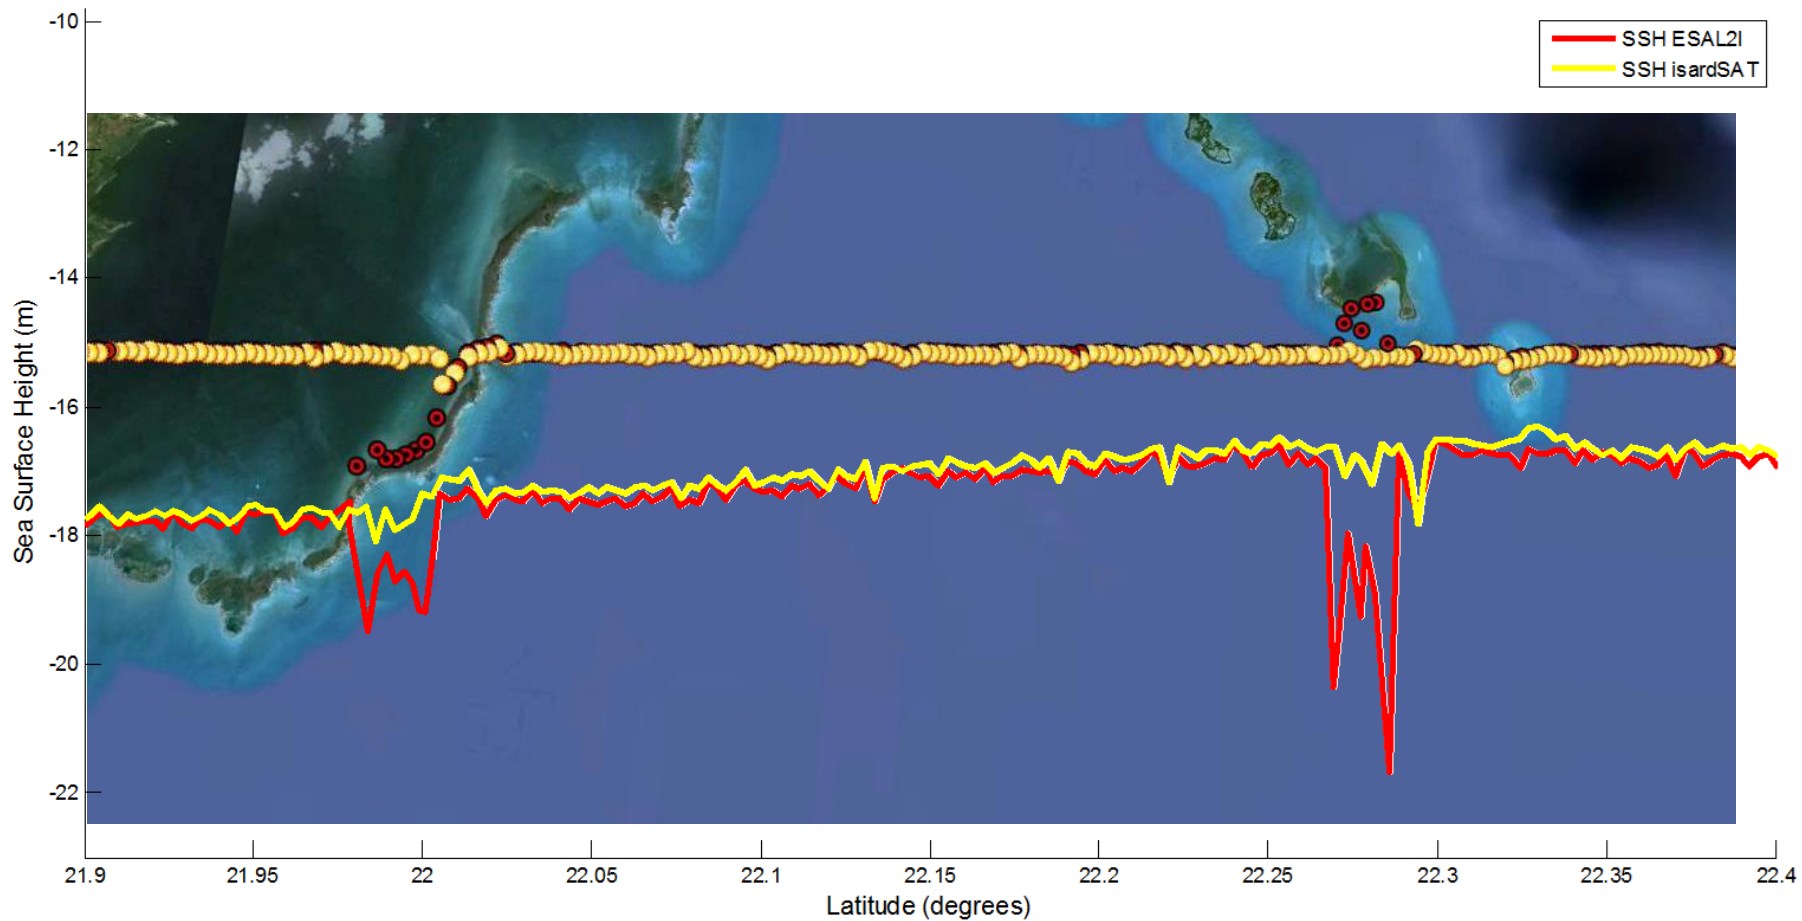 SSH ESAL2I
SSH isardSAT
Sea Surface Height (m)
-10
-12
-14
-16
-18
-20
-22
21.9 21.95 22 22.05 22.1 22.15 22.2 22.25 22.3 22.35 22.4
Latitude (degrees)